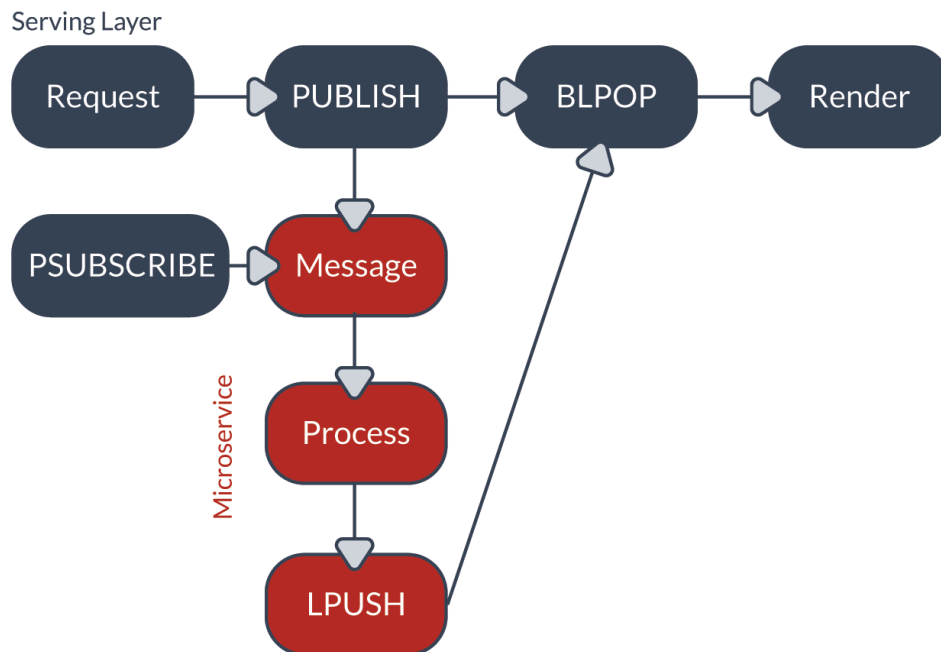 Serving Layer
Request
PUBLISH
BLPOP
Render
PSUBSCRIBE
Message
Microservice
Process
LPUSH